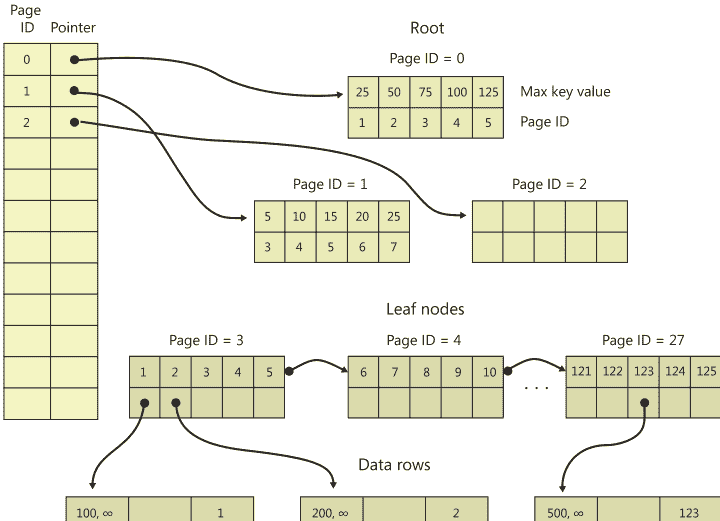 Page
ID Pointer
0
1
2
Root
Page ID = 0
25 50 75 100 125 Max key value
1 2 3 4 5 Page ID
Page ID = 1 Page ID = 2
5 10 15 20 25
3 4 5 6 7
Leaf nodes
Page ID = 3 Page ID = 4 Page ID = 27
1 2 3 4 5 6 7 8 9 10 121 122 123 124 125
. . .
Data rows
100, ∞ 1 200, ∞ 2 500, ∞ 123